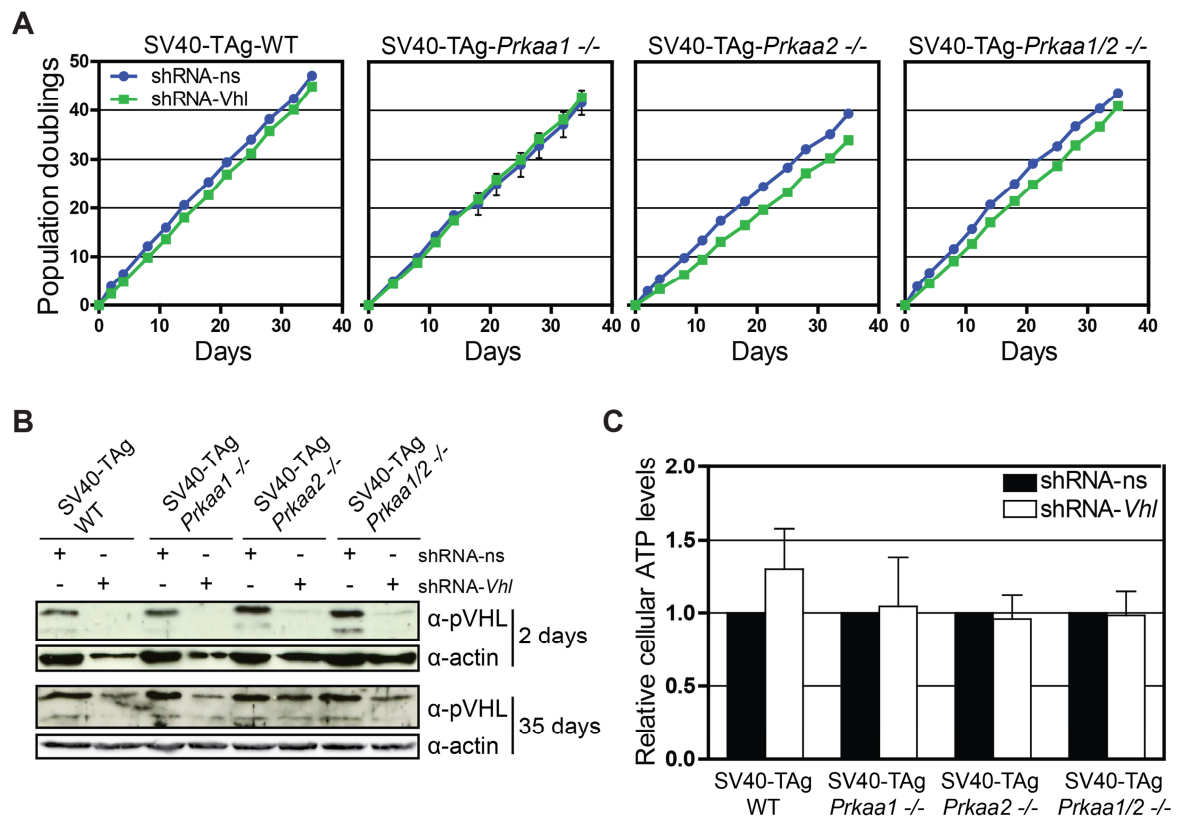 A
SV40-TAg-WT
SV40-TAg-Prkaa1 -/-
SV40-TAg-Prkaa2 -/-
SV40-TAg-Prkaa1/2 -/-
Population doublings
50
40
30
20
10
0
shRNA-ns
shRNA-Vhl
0 10 20 30 40
0 10 20 30 40
0 10 20 30 40
0 10 20 30 40
Days
Days
Days
Days
B
SV40-TAg
WT
SV40-TAg
Prkaa1 -/-
SV40-TAg
Prkaa2 -/-
SV40-TAg
Prkaa1/2 -/-
+ - + - + - + - shRNA-ns
- + - + - + - + shRNA-Vhl
α-pVHL
α-actin
2 days
α-pVHL
α-actin
35 days
C
Relative cellular ATP levels
2.0
1.5
1.0
0.5
0.0
shRNA-ns
shRNA-Vhl
SV40-TAg
WT
SV40-TAg
Prkaa1 -/-
SV40-TAg
Prkaa2 -/-
SV40-TAg
Prkaa1/2 -/-